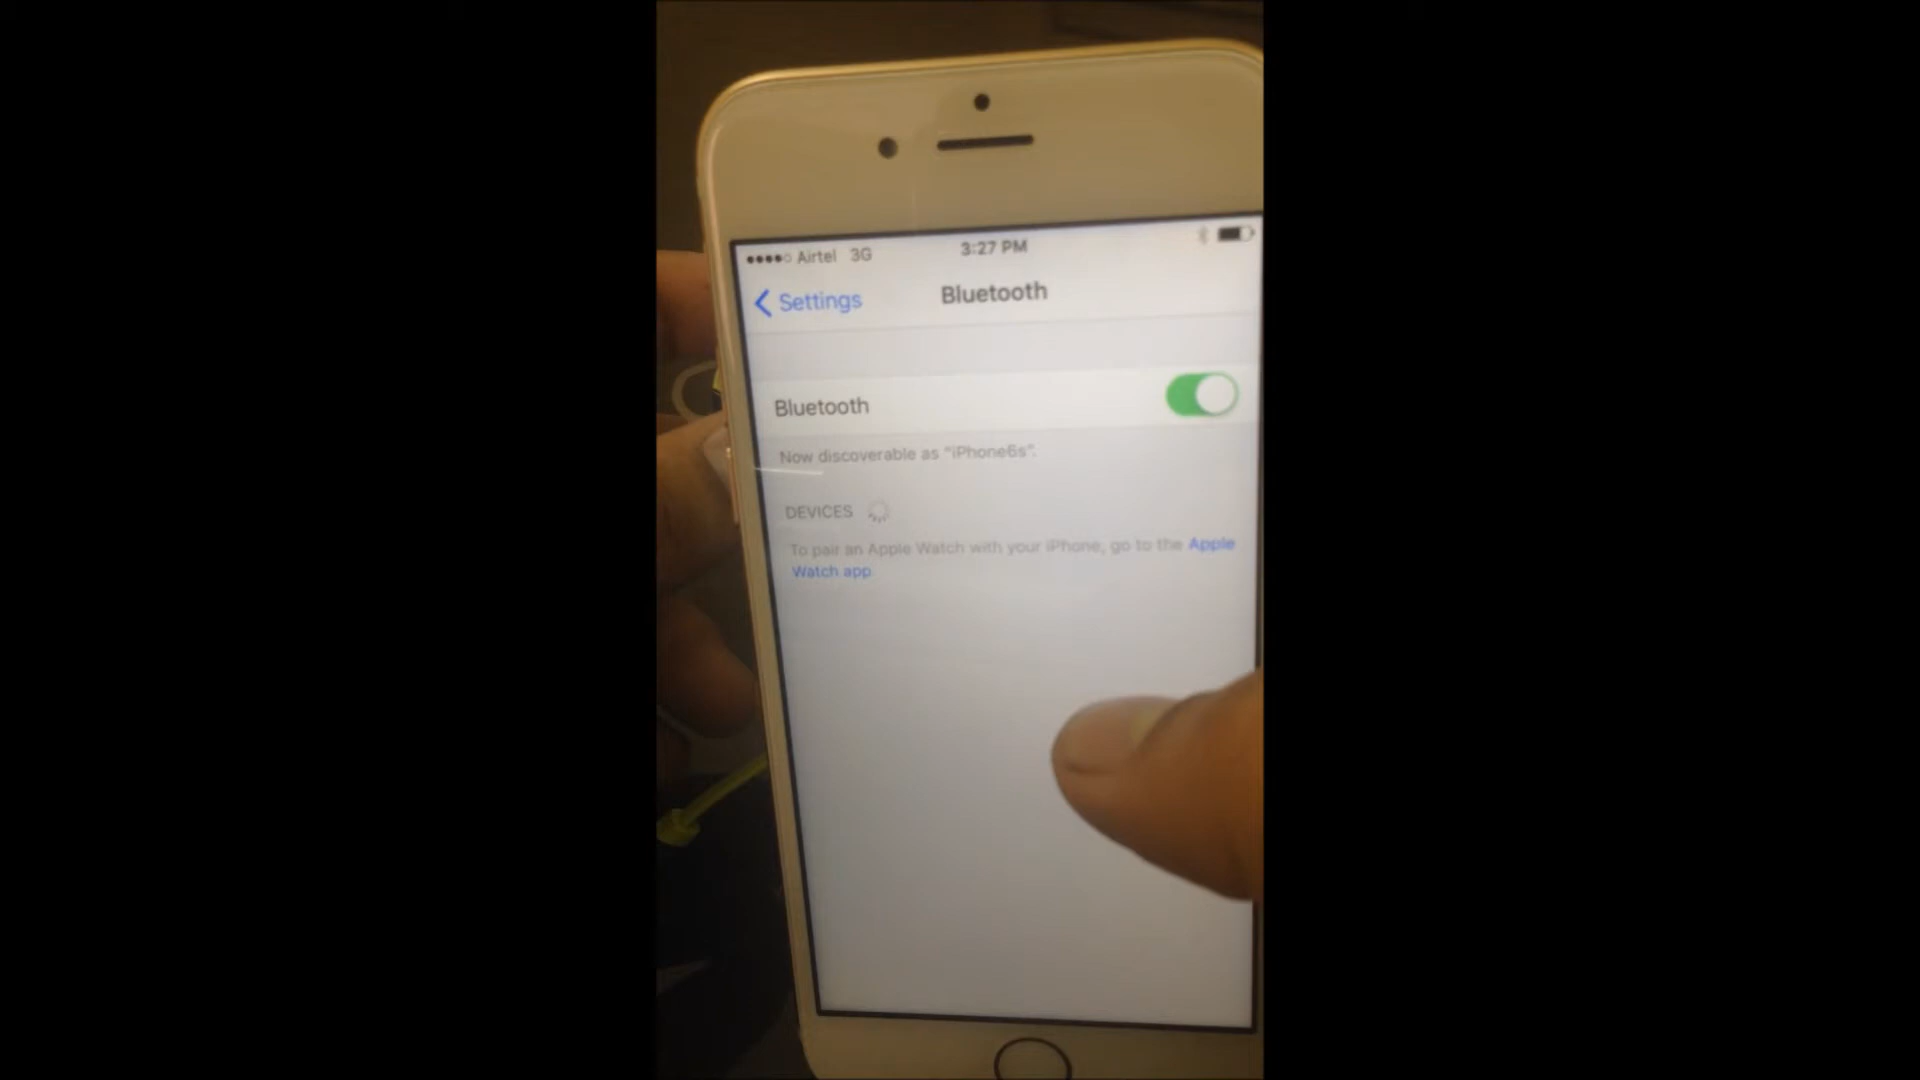 Airtel 3G 3:27 PM
Settings Bluetooth
Bluetooth
Now discoverable as "iPhone6s".
DEVICES
To pair an Apple Watch with your iPhone, go to the Apple
Watch app